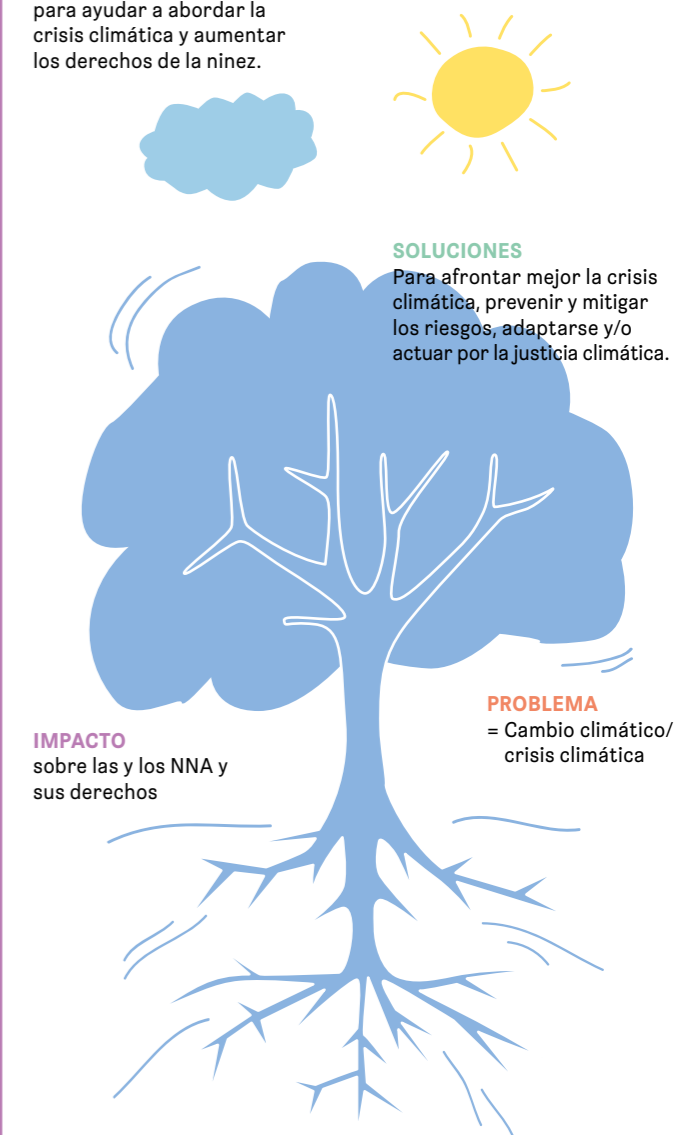 para ayudar a abordar la
crisis climática y aumentar
los derechos de la ninez.
SOLUCIONES
Para afrontar mejor la crisis
climática, prevenir y mitigar
los riesgos, adaptarse y/o
actuar por la justicia climática.
PROBLEMA
= Cambio climático/
crisis climática
IMPACTO
sobre las y los NNA y
sus derechos